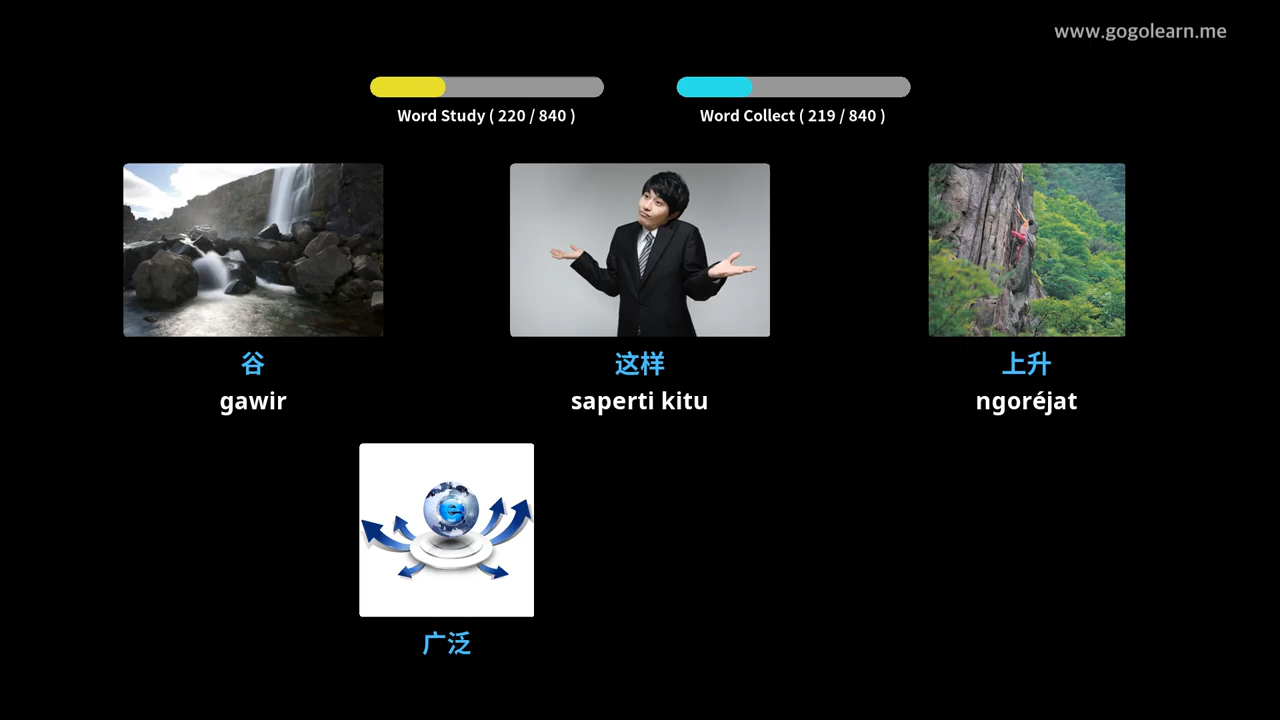 www.gogolearn.me
Word Study ( 220 / 840 )
Word Collect ( 219 / 840 )
谷
这样
上升
gawir
saperti kitu
ngoréjat
e
广泛